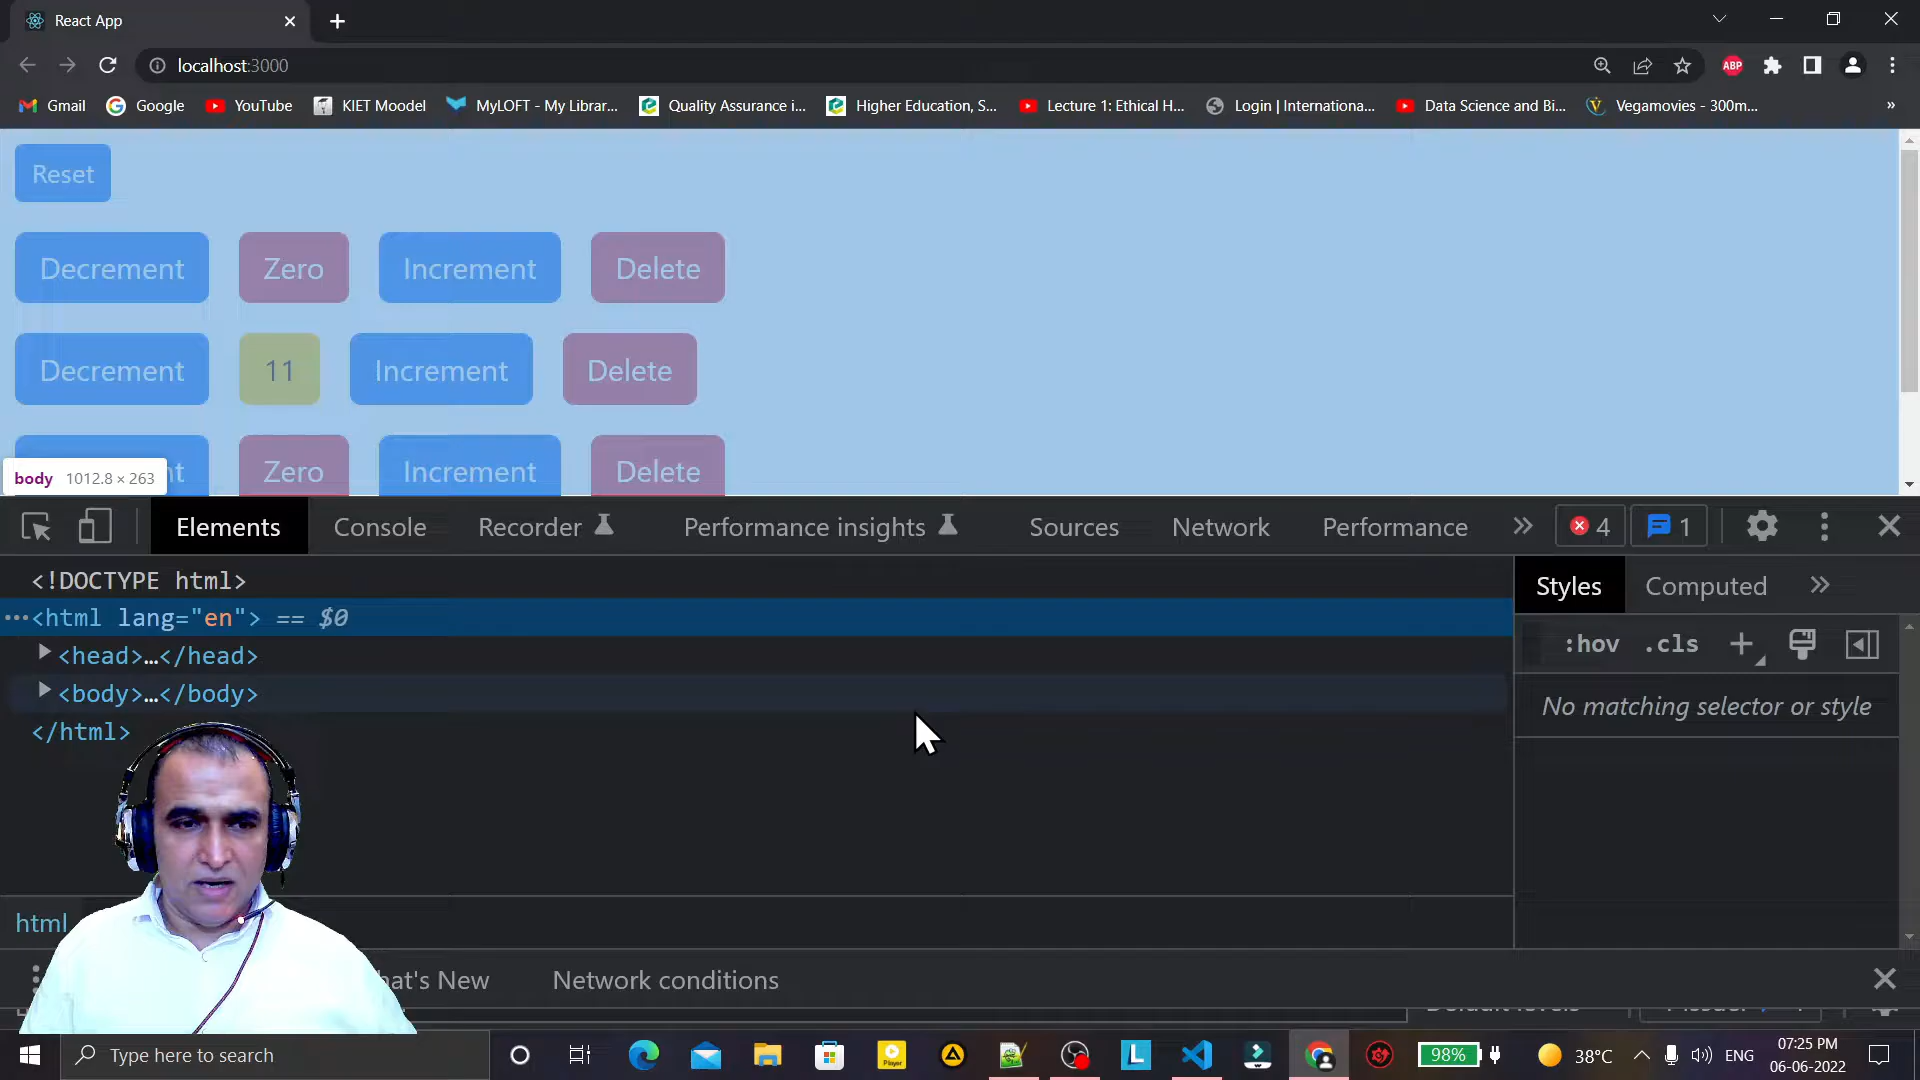 React App
localhost:3000
Gmail Google YouTube KIET Moodel MyLOFT - My Librar... Quality Assurance i... Higher Education, S... Lecture 1: Ethical H... Login | Internationa... Data Science and Bi... Vegamovies - 300m... »
ABP
Reset
Decrement Zero Increment Delete
Decrement 11 Increment Delete
Zero Increment Delete
body 1012.8 × 263
Elements Console Recorder Performance insights Sources Network Performance » 4 1
<!DOCTYPE html>
<html lang="en"> == $0
<head>…</head>
<body>…</body>
</html>
Styles Computed »
:hov .cls +
No matching selector or style
html
hat's New Network conditions
Type here to search
Player
L
98% 38°C ENG 07:25 PM
06-06-2022